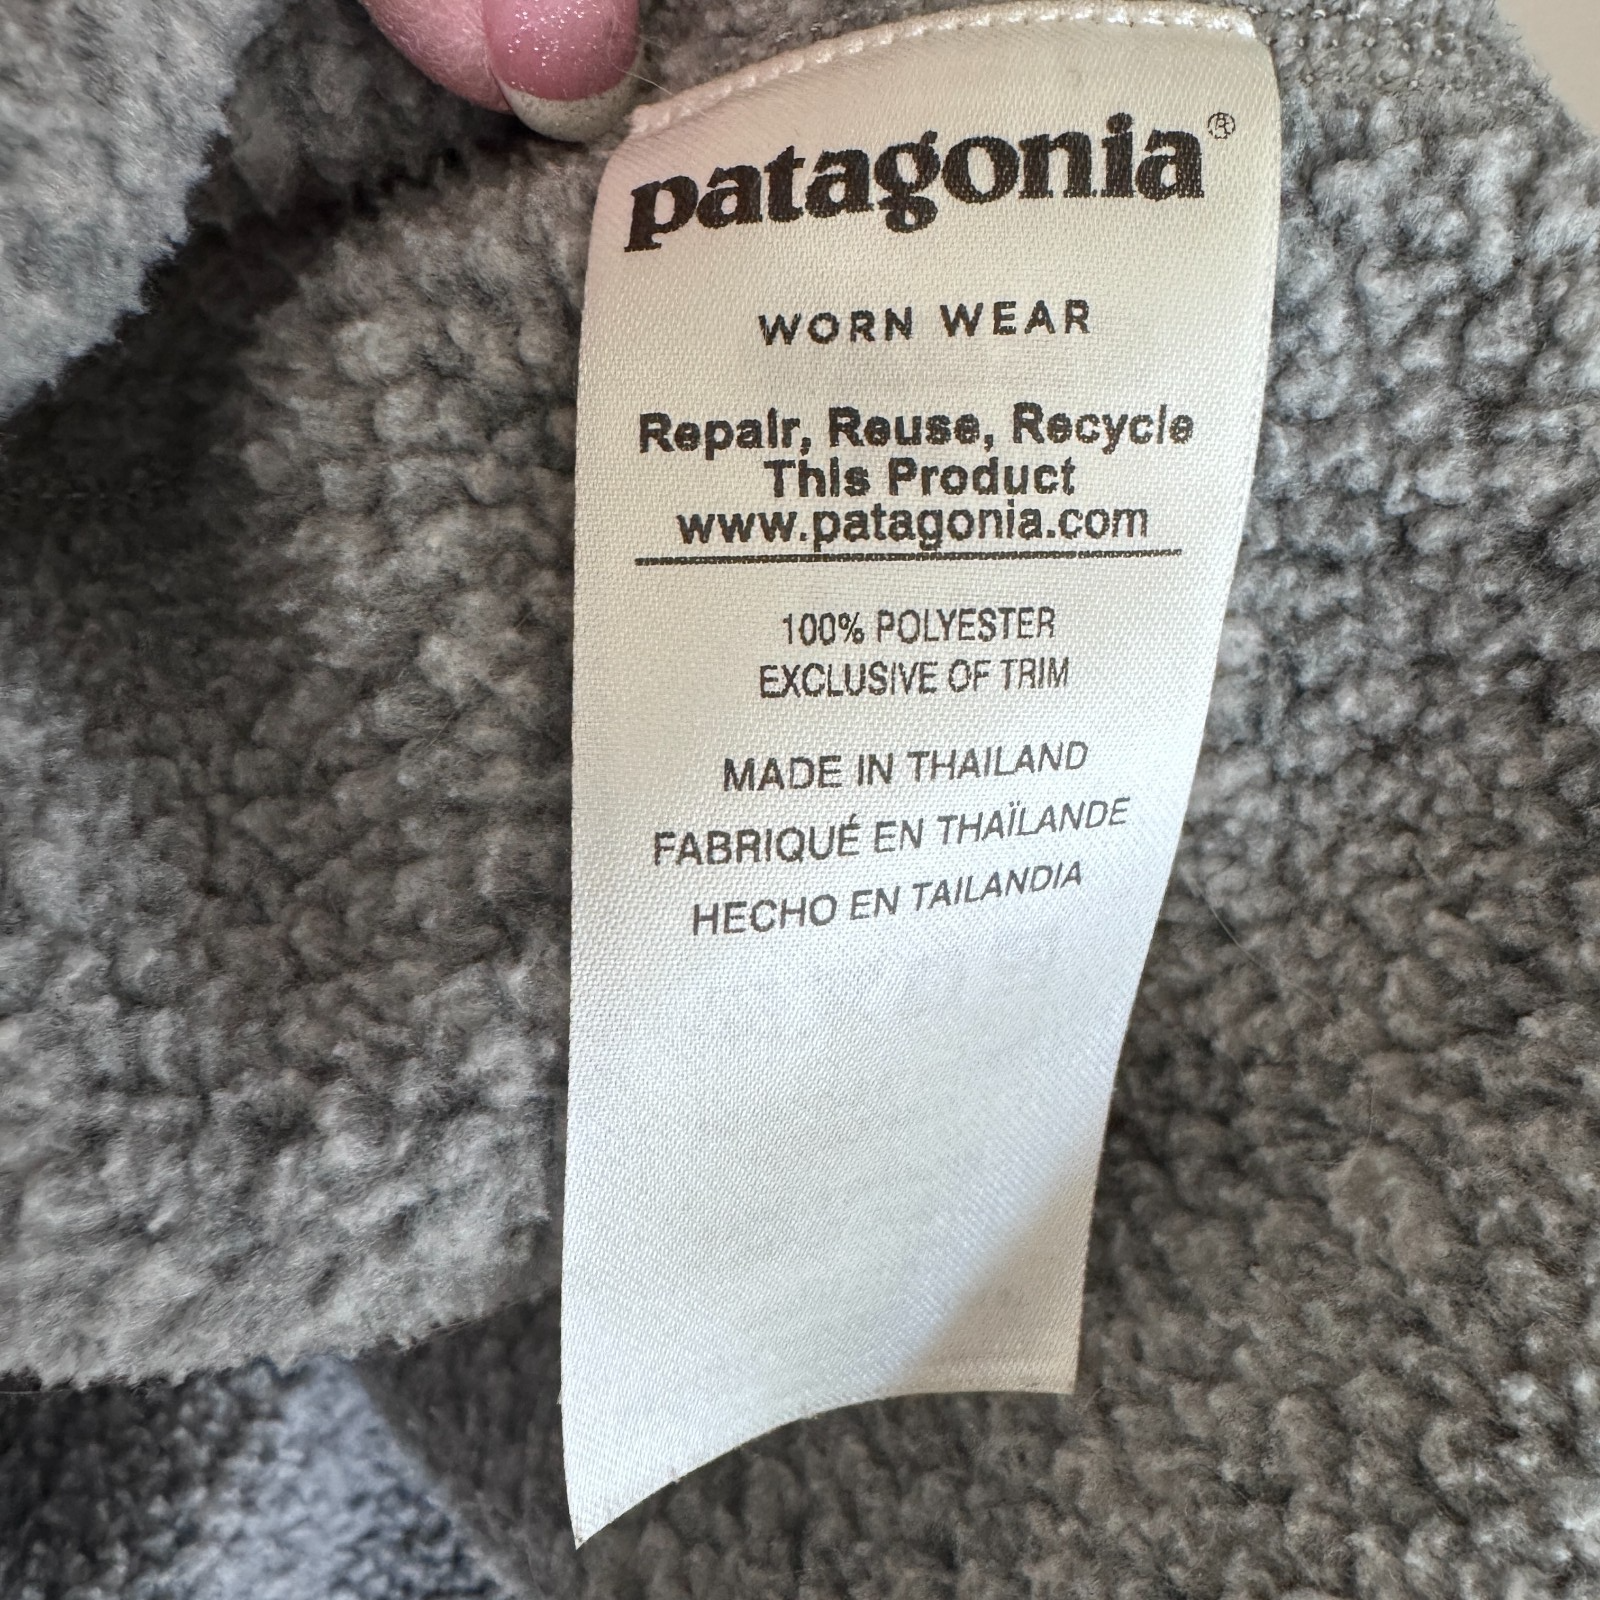 patagonia®
WORN WEAR
Repair, Reuse, Recycle
This Product
www.patagonia.com
100% POLYESTER
EXCLUSIVE OF TRIM
MADE IN THAILAND
FABRIQUÉ EN THAÏLANDE
HECHO EN TAILANDIA